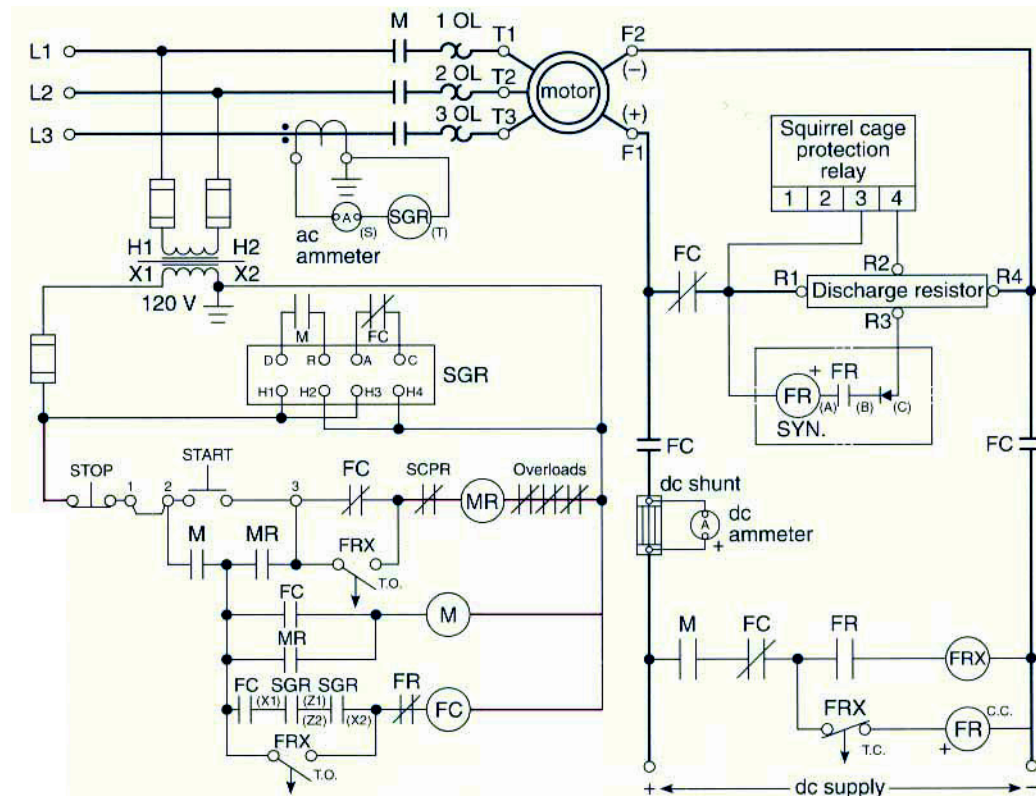 M 1 OL T1 F2
L1
(−)
L2 2 OL T2 motor
(+)
L3 3 OL T3 F1
Squirrel cage
protection
relay
1 2 3 4
A (S) SGR (T)
ac
ammeter
H1 H2
X1 X2
120 V
FC
R2
R1 Discharge resistor R4
R3
M FC
D R A C
SGR
H1 H2 H3 H4
+ FR
FR (A) (B) (C)
SYN.
FC FC
STOP 1 2 START 3 FC SCPR MR Overloads
dc shunt
A dc
+ ammeter
M MR FRX
T.O.
FC M
MR
M FC FR FRX
FC (X1) SGR (Z1) SGR
(Z2) (X2) FR FC
FRX T.O.
FRX T.C. + FR C.C.
+ dc supply −